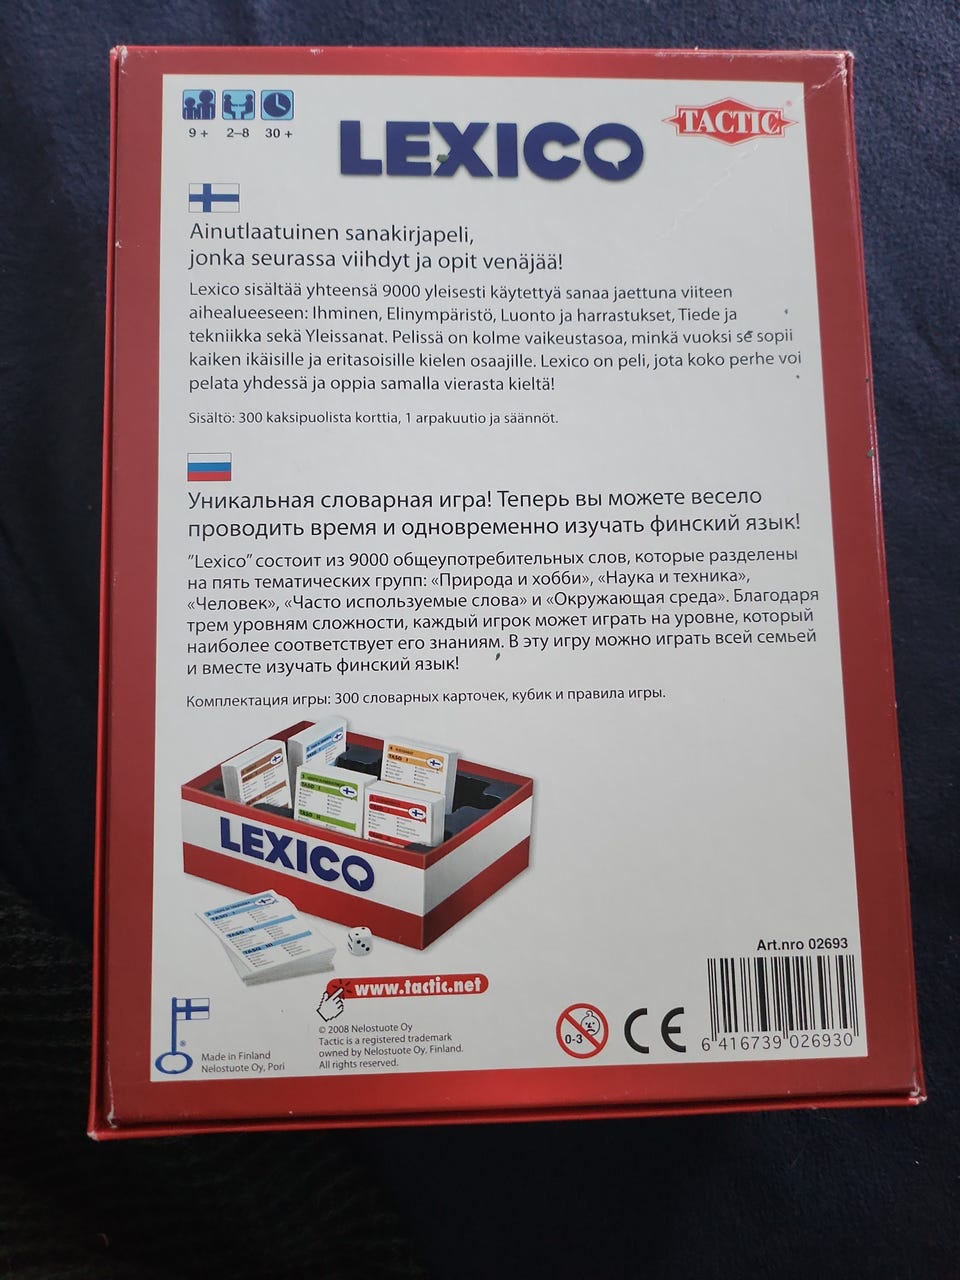 9 +
2–8
30 +
LEXICO
TACTIC®
Ainutlaatuinen sanakirjapeli,
jonka seurassa viihdyt ja opit venäjää!
Lexico sisältää yhteensä 9000 yleisesti käytettyä sanaa jaettuna viiteen
aihealueeseen: Ihminen, Elinympäristö, Luonto ja harrastukset, Tiede ja
tekniikka sekä Yleissanat. Pelissä on kolme vaikeustasoa, minkä vuoksi se sopii
kaiken ikäisille ja eritasoisille kielen osaajille. Lexico on peli, jota koko perhe voi
pelata yhdessä ja oppia samalla vierasta kieltä!
Sisältö: 300 kaksipuolista korttia, 1 arpakuutio ja säännöt.
Уникальная словарная игра! Теперь вы можете весело
проводить время и одновременно изучать финский язык!
"Lexico" состоит из 9000 общеупотребительных слов, которые разделены
на пять тематических групп: «Природа и хобби», «Наука и техника»,
«Человек», «Часто используемые слова» и «Окружающая среда». Благодаря
трем уровням сложности, каждый игрок может играть на уровне, который
наиболее соответствует его знаниям. В эту игру можно играть всей семьей
и вместе изучать финский язык!
Комплектация игры: 300 словарных карточек, кубик и правила игры.
TASO I
TASO I
TASO II
LEXICO
TASO I
TASO II
TASO III
www.tactic.net
Made in Finland
Nelostuote Oy, Pori
© 2008 Nelostuote Oy
Tactic is a registered trademark
owned by Nelostuote Oy, Finland.
All rights reserved.
0-3
CE
Art.nro 02693
6 416739 026930